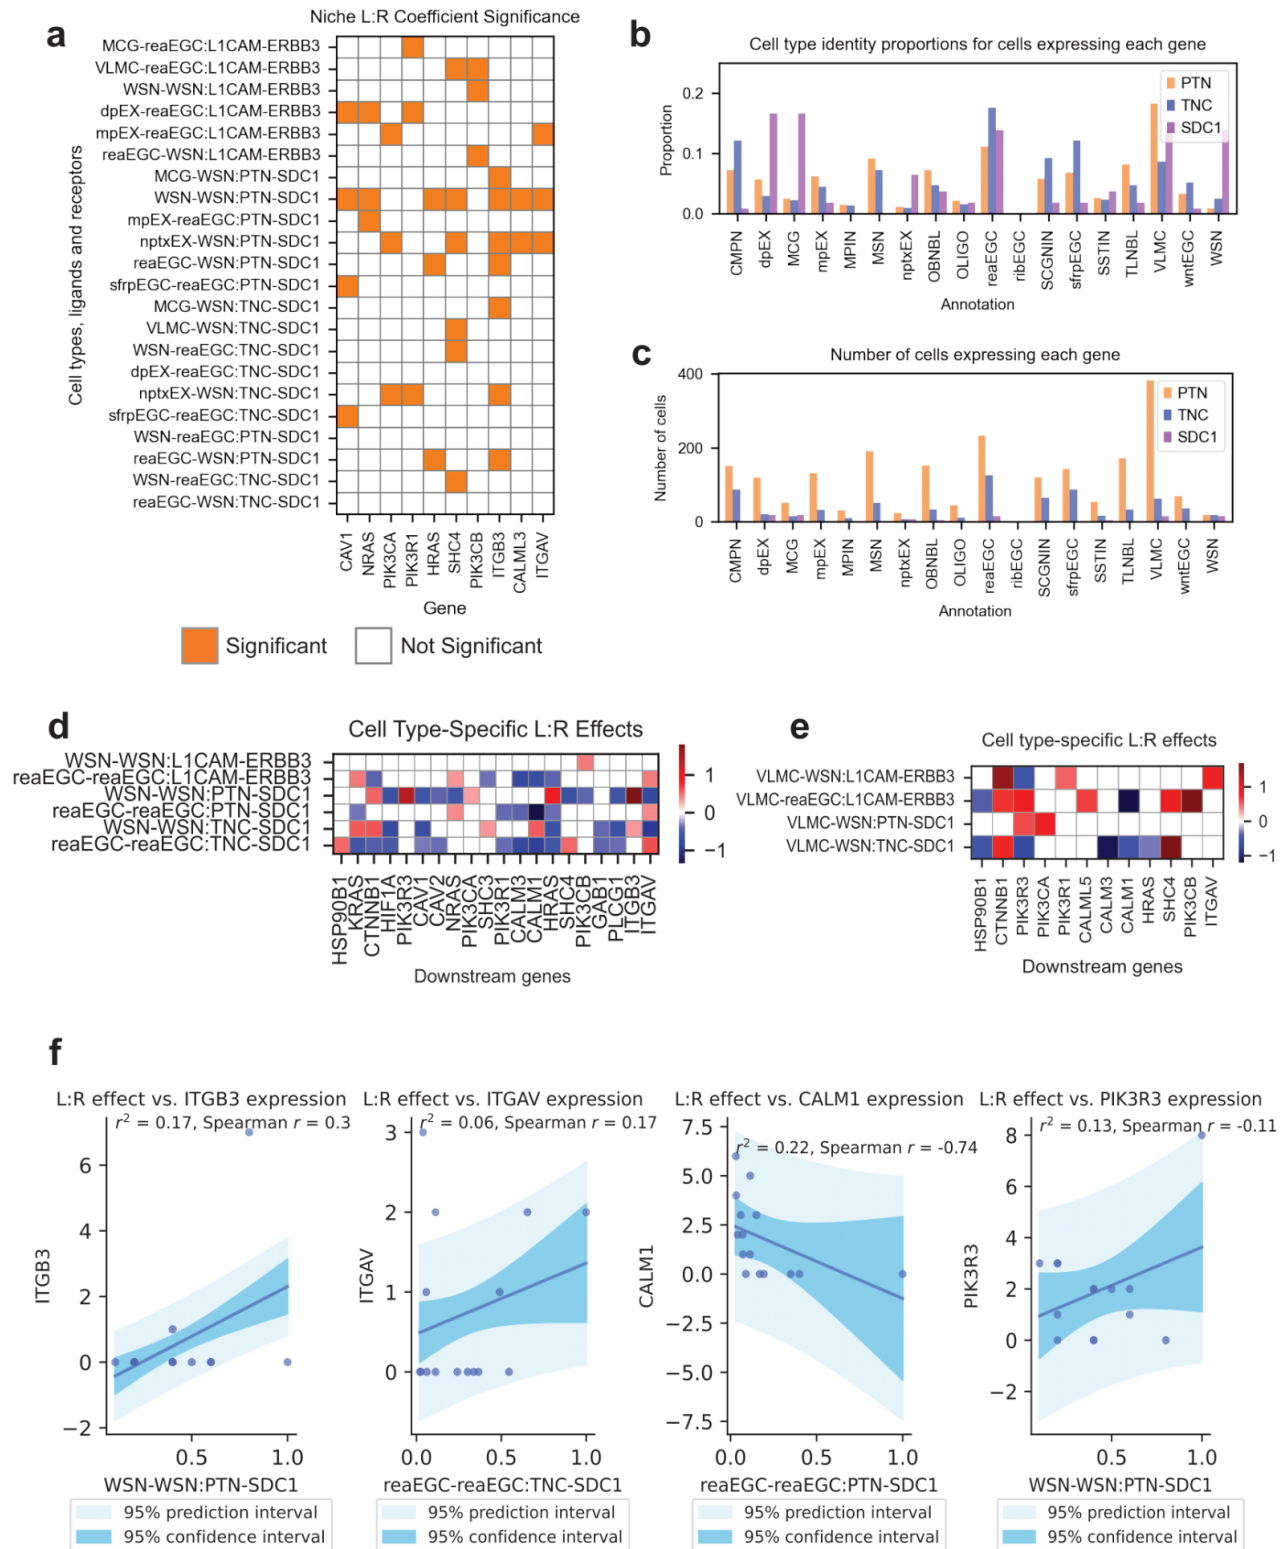 a
Niche L:R Coefficient Significance
Cell types, ligands and receptors
MCG-reaEGC:L1CAM-ERBB3
VLMC-reaEGC:L1CAM-ERBB3
WSN-WSN:L1CAM-ERBB3
dpEX-reaEGC:L1CAM-ERBB3
mpEX-reaEGC:L1CAM-ERBB3
reaEGC-WSN:L1CAM-ERBB3
MCG-WSN:PTN-SDC1
WSN-WSN:PTN-SDC1
mpEX-reaEGC:PTN-SDC1
nptxEX-WSN:PTN-SDC1
reaEGC-WSN:PTN-SDC1
sfrpEGC-reaEGC:PTN-SDC1
MCG-WSN:TNC-SDC1
VLMC-WSN:TNC-SDC1
WSN-reaEGC:TNC-SDC1
dpEX-reaEGC:TNC-SDC1
nptxEX-WSN:TNC-SDC1
sfrpEGC-reaEGC:TNC-SDC1
WSN-reaEGC:PTN-SDC1
reaEGC-WSN:PTN-SDC1
WSN-reaEGC:TNC-SDC1
reaEGC-WSN:TNC-SDC1
CAV1 NRAS PIK3CA PIK3R1 HRAS SHC4 PIK3CB ITGB3 CALML3 ITGAV
Gene
Significant Not Significant
b
Cell type identity proportions for cells expressing each gene
Proportion
0.2
0.1
0.0
PTN
TNC
SDC1
CMPN dpEX MCG mpEX MPIN MSN nptxEX OBNBL OLIGO reaEGC ribEGC SCGNIN sfrpEGC SSTIN TLNBL VLMC wntEGC WSN
Annotation
c
Number of cells expressing each gene
Number of cells
400
200
0
PTN
TNC
SDC1
CMPN dpEX MCG mpEX MPIN MSN nptxEX OBNBL OLIGO reaEGC ribEGC SCGNIN sfrpEGC SSTIN TLNBL VLMC wntEGC WSN
Annotation
d
Cell Type-Specific L:R Effects
WSN-WSN:L1CAM-ERBB3
reaEGC-reaEGC:L1CAM-ERBB3
WSN-WSN:PTN-SDC1
reaEGC-reaEGC:PTN-SDC1
WSN-WSN:TNC-SDC1
reaEGC-reaEGC:TNC-SDC1
1
0
−1
HSP90B1 KRAS CTNNB1 HIF1A PIK3R3 CAV1 CAV2 NRAS PIK3CA SHC3 PIK3R1 CALM3 CALM1 HRAS SHC4 PIK3CB GAB1 PLCG1 ITGB3 ITGAV
Downstream genes
e
Cell type-specific L:R effects
VLMC-WSN:L1CAM-ERBB3
VLMC-reaEGC:L1CAM-ERBB3
VLMC-WSN:PTN-SDC1
VLMC-WSN:TNC-SDC1
1
0
−1
HSP90B1 CTNNB1 PIK3R3 PIK3CA PIK3R1 CALML5 CALM3 CALM1 HRAS SHC4 PIK3CB ITGAV
Downstream genes
f
L:R effect vs. ITGB3 expression
r² = 0.17, Spearman r = 0.3
ITGB3
6
4
2
0
−2
0.5 1.0
WSN-WSN:PTN-SDC1
95% prediction interval
95% confidence interval
L:R effect vs. ITGAV expression
r² = 0.06, Spearman r = 0.17
ITGAV
3
2
1
0
0.0 0.5 1.0
reaEGC-reaEGC:TNC-SDC1
95% prediction interval
95% confidence interval
L:R effect vs. CALM1 expression
r² = 0.22, Spearman r = -0.74
CALM1
7.5
5.0
2.5
0.0
−2.5
−5.0
−7.5
0.0 0.5 1.0
reaEGC-reaEGC:PTN-SDC1
95% prediction interval
95% confidence interval
L:R effect vs. PIK3R3 expression
r² = 0.13, Spearman r = -0.11
PIK3R3
8
6
4
2
0
−2
0.5 1.0
WSN-WSN:PTN-SDC1
95% prediction interval
95% confidence interval